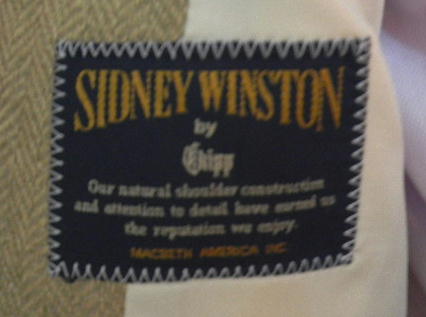 SIDNEY WINSTON
by
Chipp
Our natural shoulder construction
and attention to detail have earned us
the reputation we enjoy.
MACBETH AMERICA INC.